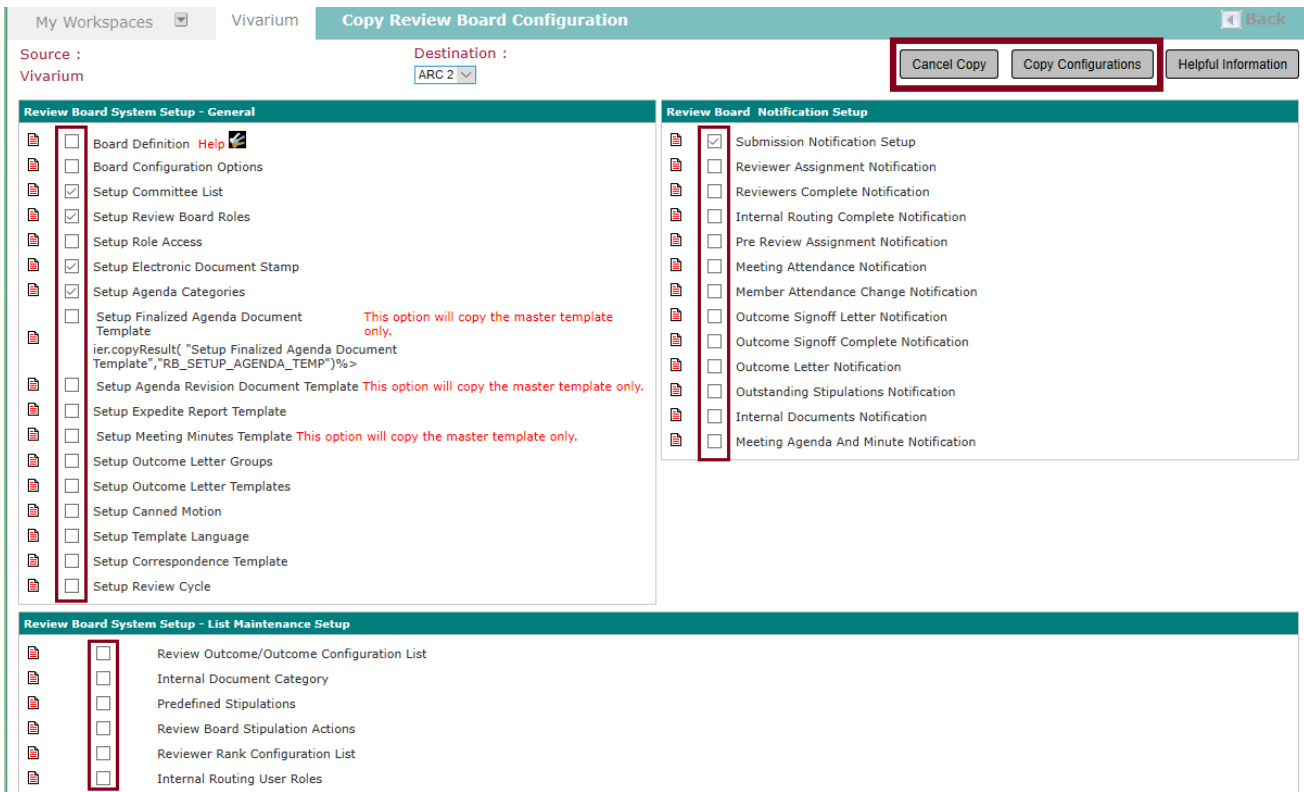 My Workspaces Vivarium Copy Review Board Configuration Back
Source : Destination :
Vivarium ARC 2 Cancel Copy Copy Configurations Helpful Information
Review Board System Setup - General
Board Definition Help
Board Configuration Options
Setup Committee List
Setup Review Board Roles
Setup Role Access
Setup Electronic Document Stamp
Setup Agenda Categories
Setup Finalized Agenda Document This option will copy the master template
Template only.
ier.copyResult( "Setup Finalized Agenda Document
Template","RB_SETUP_AGENDA_TEMP")%>
Setup Agenda Revision Document Template This option will copy the master template only.
Setup Expedite Report Template
Setup Meeting Minutes Template This option will copy the master template only.
Setup Outcome Letter Groups
Setup Outcome Letter Templates
Setup Canned Motion
Setup Template Language
Setup Correspondence Template
Setup Review Cycle
Review Board Notification Setup
Submission Notification Setup
Reviewer Assignment Notification
Reviewers Complete Notification
Internal Routing Complete Notification
Pre Review Assignment Notification
Meeting Attendance Notification
Member Attendance Change Notification
Outcome Signoff Letter Notification
Outcome Signoff Complete Notification
Outcome Letter Notification
Outstanding Stipulations Notification
Internal Documents Notification
Meeting Agenda And Minute Notification
Review Board System Setup - List Maintenance Setup
Review Outcome/Outcome Configuration List
Internal Document Category
Predefined Stipulations
Review Board Stipulation Actions
Reviewer Rank Configuration List
Internal Routing User Roles